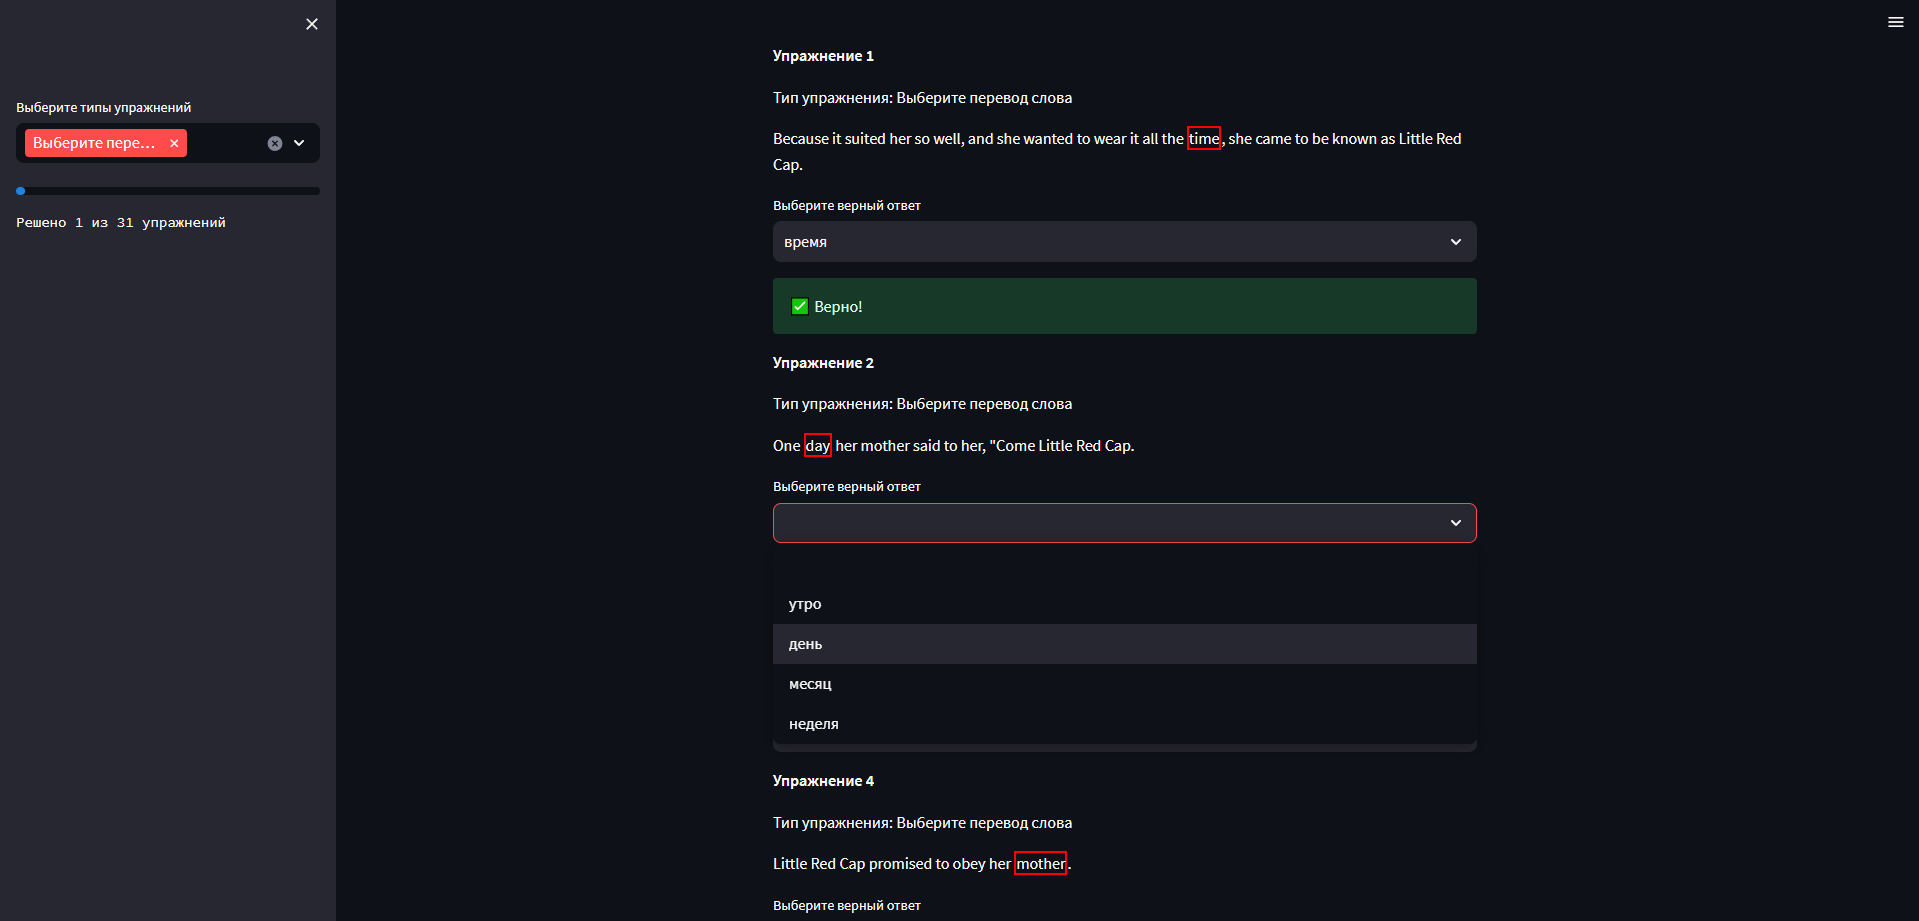 Выберите типы упражнений
Выберите пере...
Решено 1 из 31 упражнений
Упражнение 1
Тип упражнения: Выберите перевод слова
Because it suited her so well, and she wanted to wear it all the time, she came to be known as Little Red
Cap.
Выберите верный ответ
время
Верно!
Упражнение 2
Тип упражнения: Выберите перевод слова
One day her mother said to her, "Come Little Red Cap.
Выберите верный ответ
утро
день
месяц
неделя
Упражнение 4
Тип упражнения: Выберите перевод слова
Little Red Cap promised to obey her mother.
Выберите верный ответ